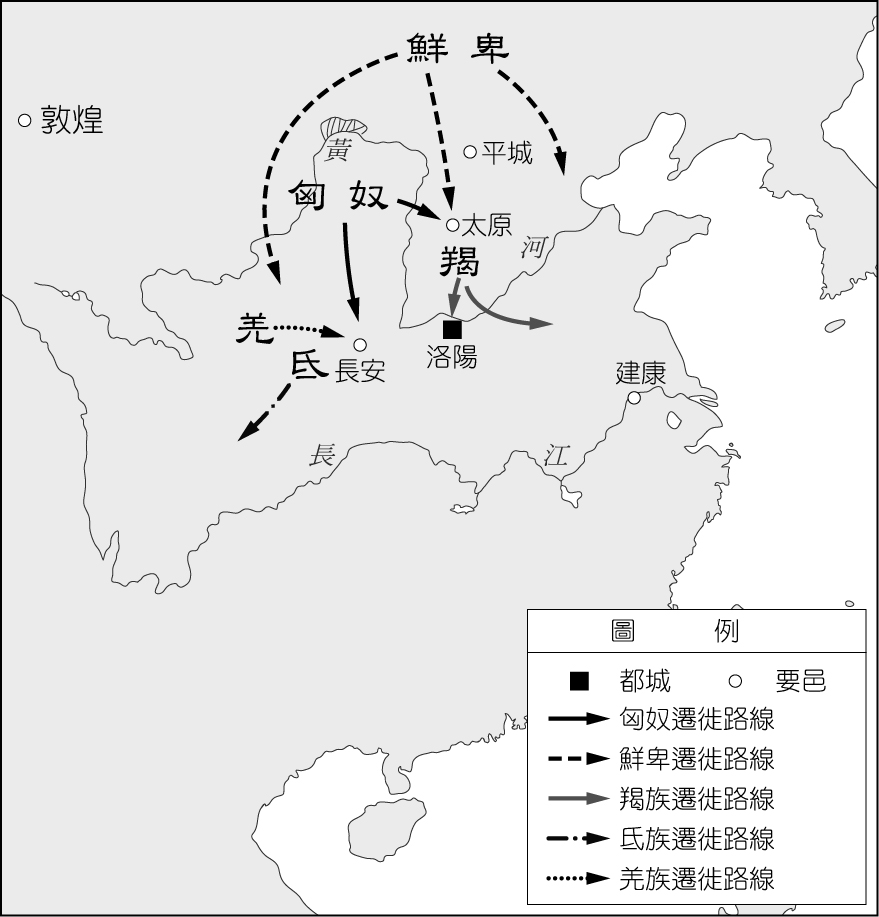 鮮卑
敦煌
黃
平城
匈奴
太原
河
羯
羌
氐
長安
洛陽
建康
長
江
圖例
都城 要邑
匈奴遷徙路線
鮮卑遷徙路線
羯族遷徙路線
氐族遷徙路線
羌族遷徙路線